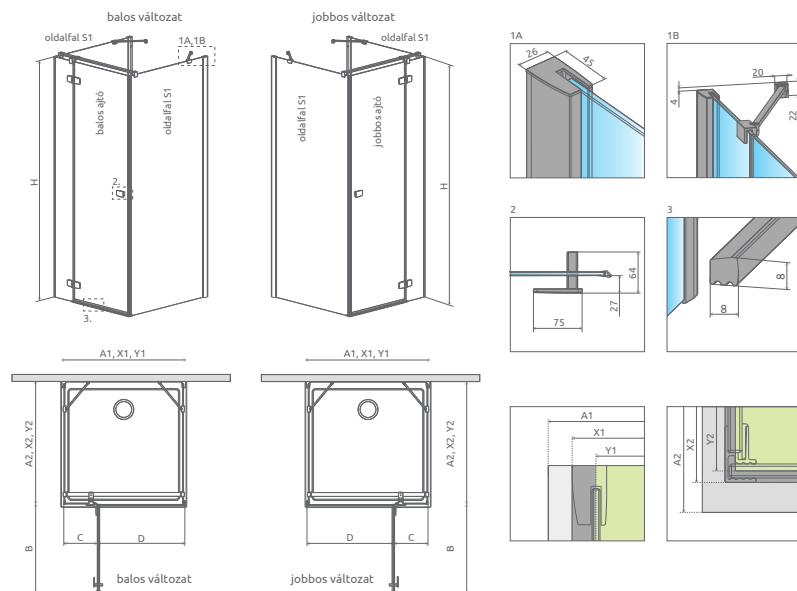 balos változat
oldalfal S1
1A,1B
H
balos ajtó
oldalfal S1
2.
3.
jobbos változat
oldalfal S1
oldalfal S1
jobbos ajtó
H
1A
26
45
1B
20
4
22
2
64
27
75
3
8
8
A1, X1, Y1
A2, X2, Y2
B
C
D
balos változat
A1, X1, Y1
A2, X2, Y2
B
D
C
jobbos változat
A1
X1
Y1
A2
X2
Y2